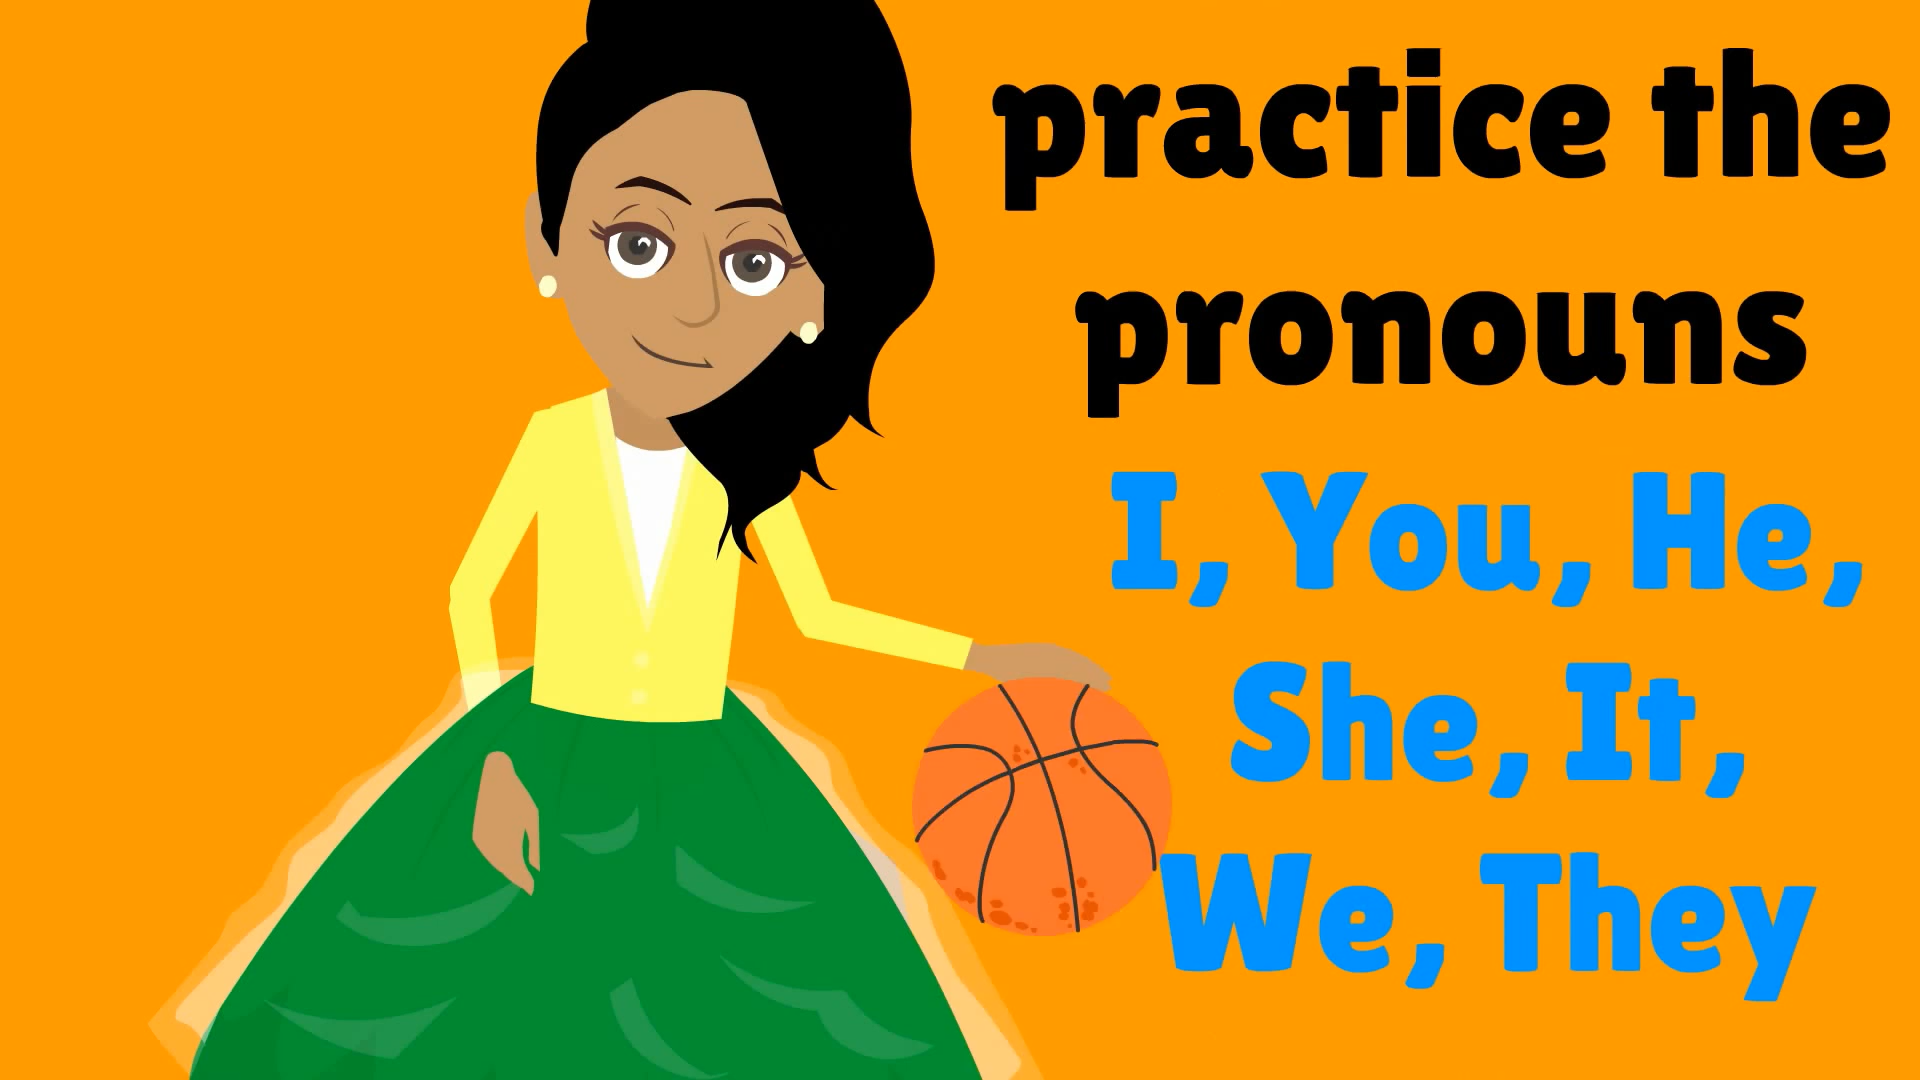 practice the
pronouns
I, You, He,
She, It,
We, They